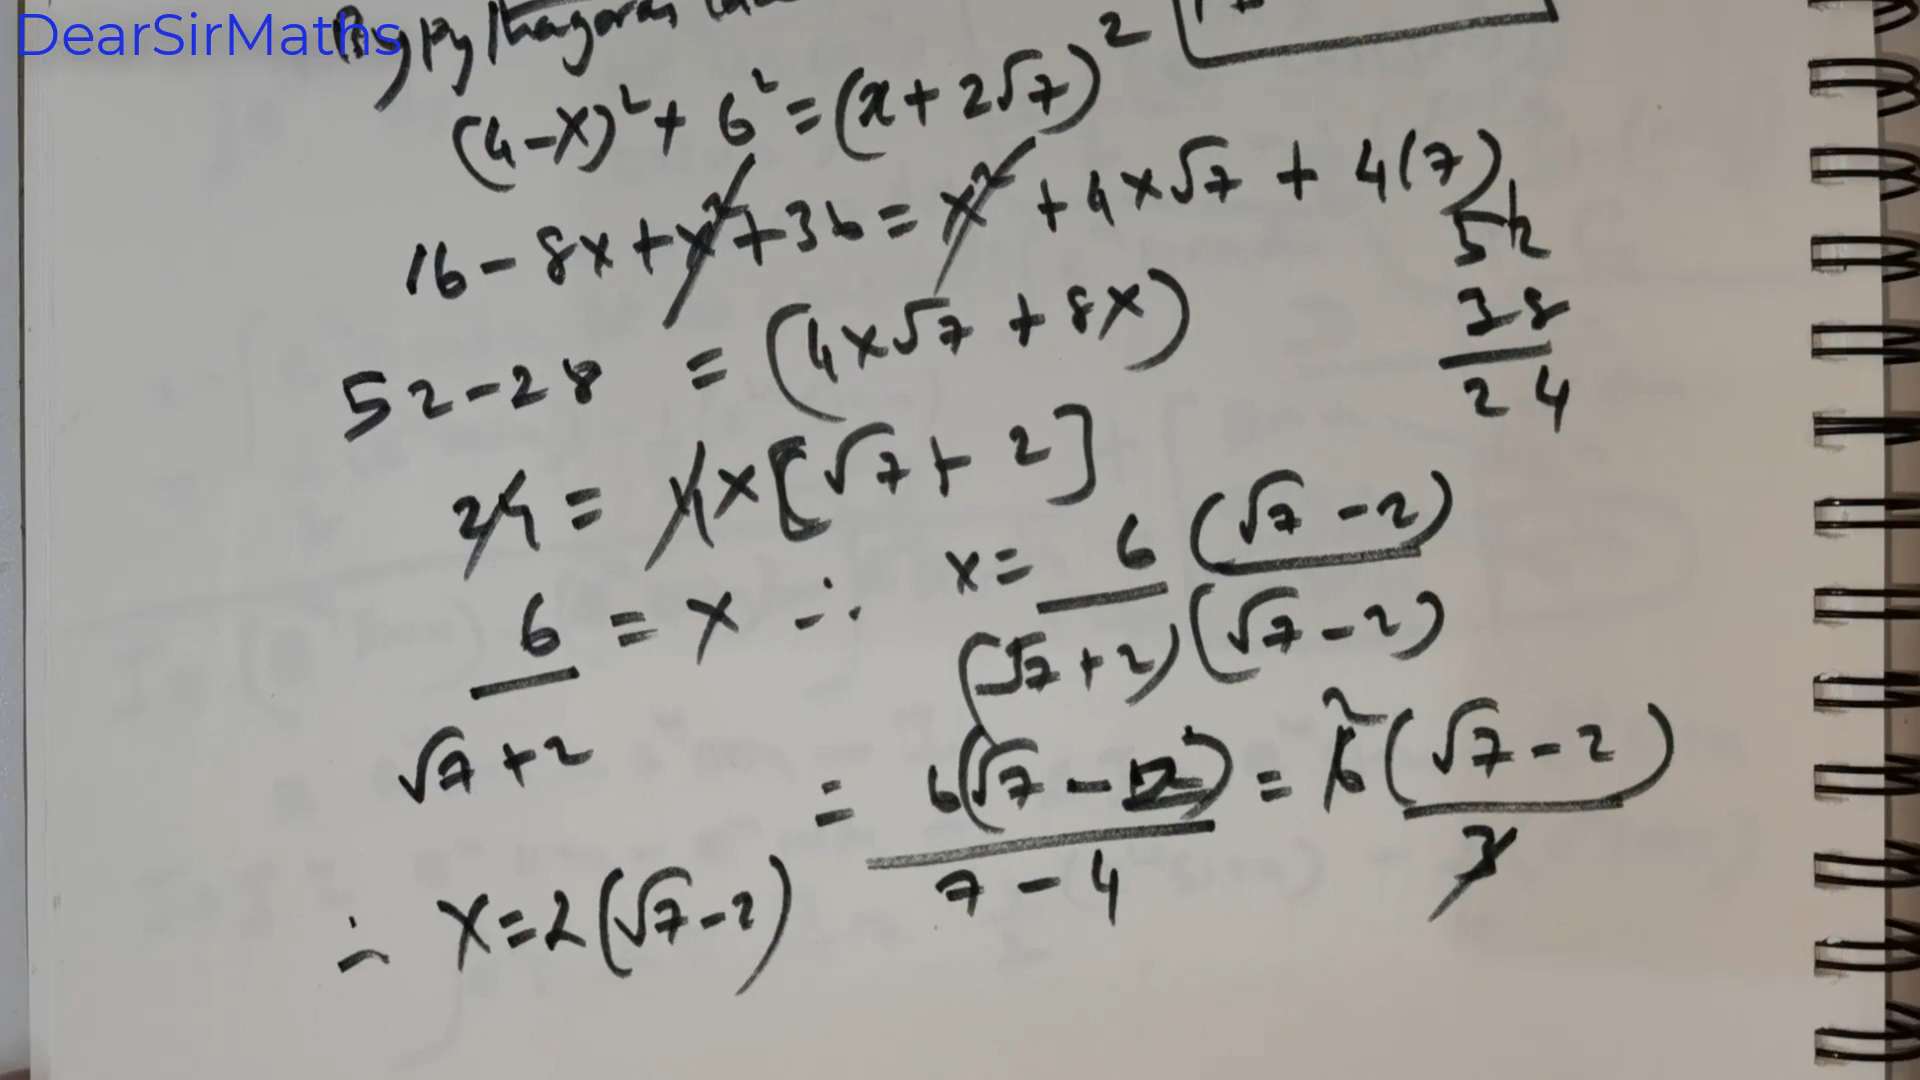 DearSirMaths
By Pythagoras
(4-x)² + 6² = (x + 2√7)²
16 - 8x + x² + 36 = x² + 4x√7 + 4(7)
52 - 28 = (4x√7 + 8x)
52
38
24
24 = 4x[√7 + 2]
6/(√7 + 2) = x ∴ x = 6(√7 - 2)/(√7 + 2)(√7 - 2)
= 6(√7 - 2)/(7 - 4) = 6(√7 - 2)/3
2
∴ x = 2(√7 - 2)